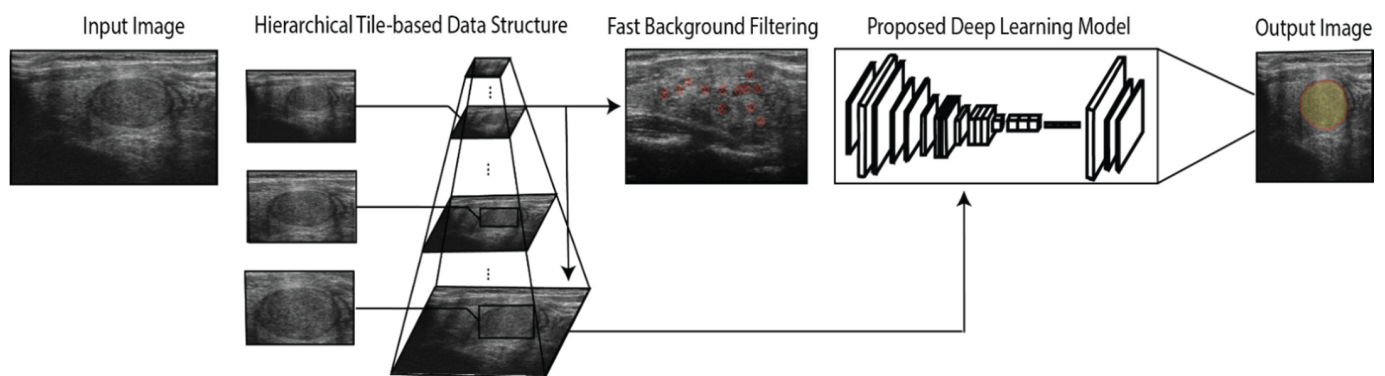 Input Image
Hierarchical Tile-based Data Structure
Fast Background Filtering
Proposed Deep Learning Model
Output Image